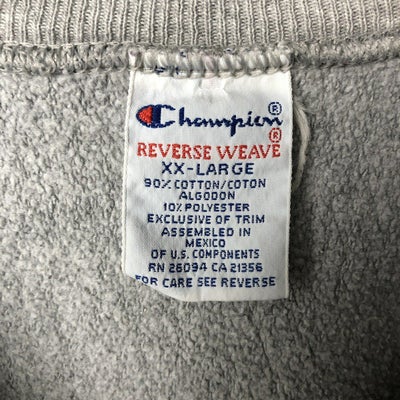 Champion®
REVERSE WEAVE®
XX-LARGE
90% COTTON/COTON
ALGODON
10% POLYESTER
EXCLUSIVE OF TRIM
ASSEMBLED IN
MEXICO
OF U.S. COMPONENTS
RN 26094 CA 21356
FOR CARE SEE REVERSE